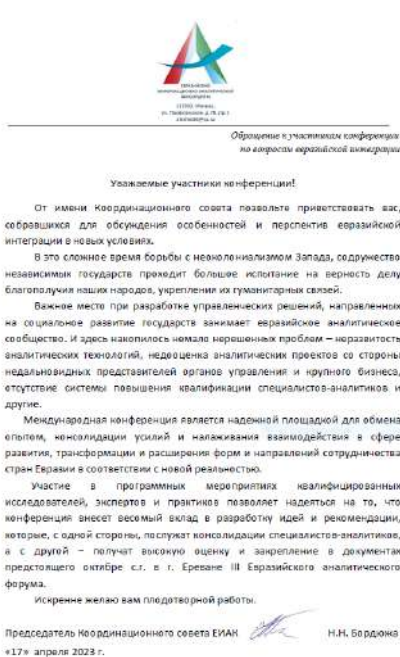 ЕВРАЗИЙСКИЙ
ИНФОРМАЦИОННО-АНАЛИТИЧЕСКИЙ
КОНСОРЦИУМ
Москва,
Обращение к участникам конференции
по вопросам евразийской интеграции
Уважаемые участники конференции!
От имени Координационного совета позвольте приветствовать вас,
собравшихся для обсуждения особенностей и перспектив евразийской
интеграции в новых условиях.
В это сложное время борьбы с неоколониализмом Запада, содружество
независимых государств проходит большое испытание на верность делу
благополучия наших народов, укрепления их гуманитарных связей.
Важное место при разработке управленческих решений, направленных
на социальное развитие государств занимает евразийское аналитическое
сообщество. И здесь накопилось немало нерешенных проблем – неразвитость
аналитических технологий, недооценка аналитических проектов со стороны
недальновидных представителей органов управления и крупного бизнеса,
отсутствие системы повышения квалификации специалистов-аналитиков и
другие.
Международная конференция является надежной площадкой для обмена
опытом, консолидации усилий и налаживания взаимодействия в сфере
развития, трансформации и расширения форм и направлений сотрудничества
стран Евразии в соответствии с новой реальностью.
Участие в программных мероприятиях квалифицированных
исследователей, экспертов и практиков позволяет надеяться на то, что
конференция внесет весомый вклад в разработку идей и рекомендации,
которые, с одной стороны, послужат консолидации специалистов-аналитиков,
а с другой – получат высокую оценку и закрепление в документах
предстоящего октябре с.г. в г. Ереване III Евразийского аналитического
форума.
Искренне желаю вам плодотворной работы.
Председатель Координационного совета ЕИАК Н.Н. Бордюжа
«17» апреля 2023 г.